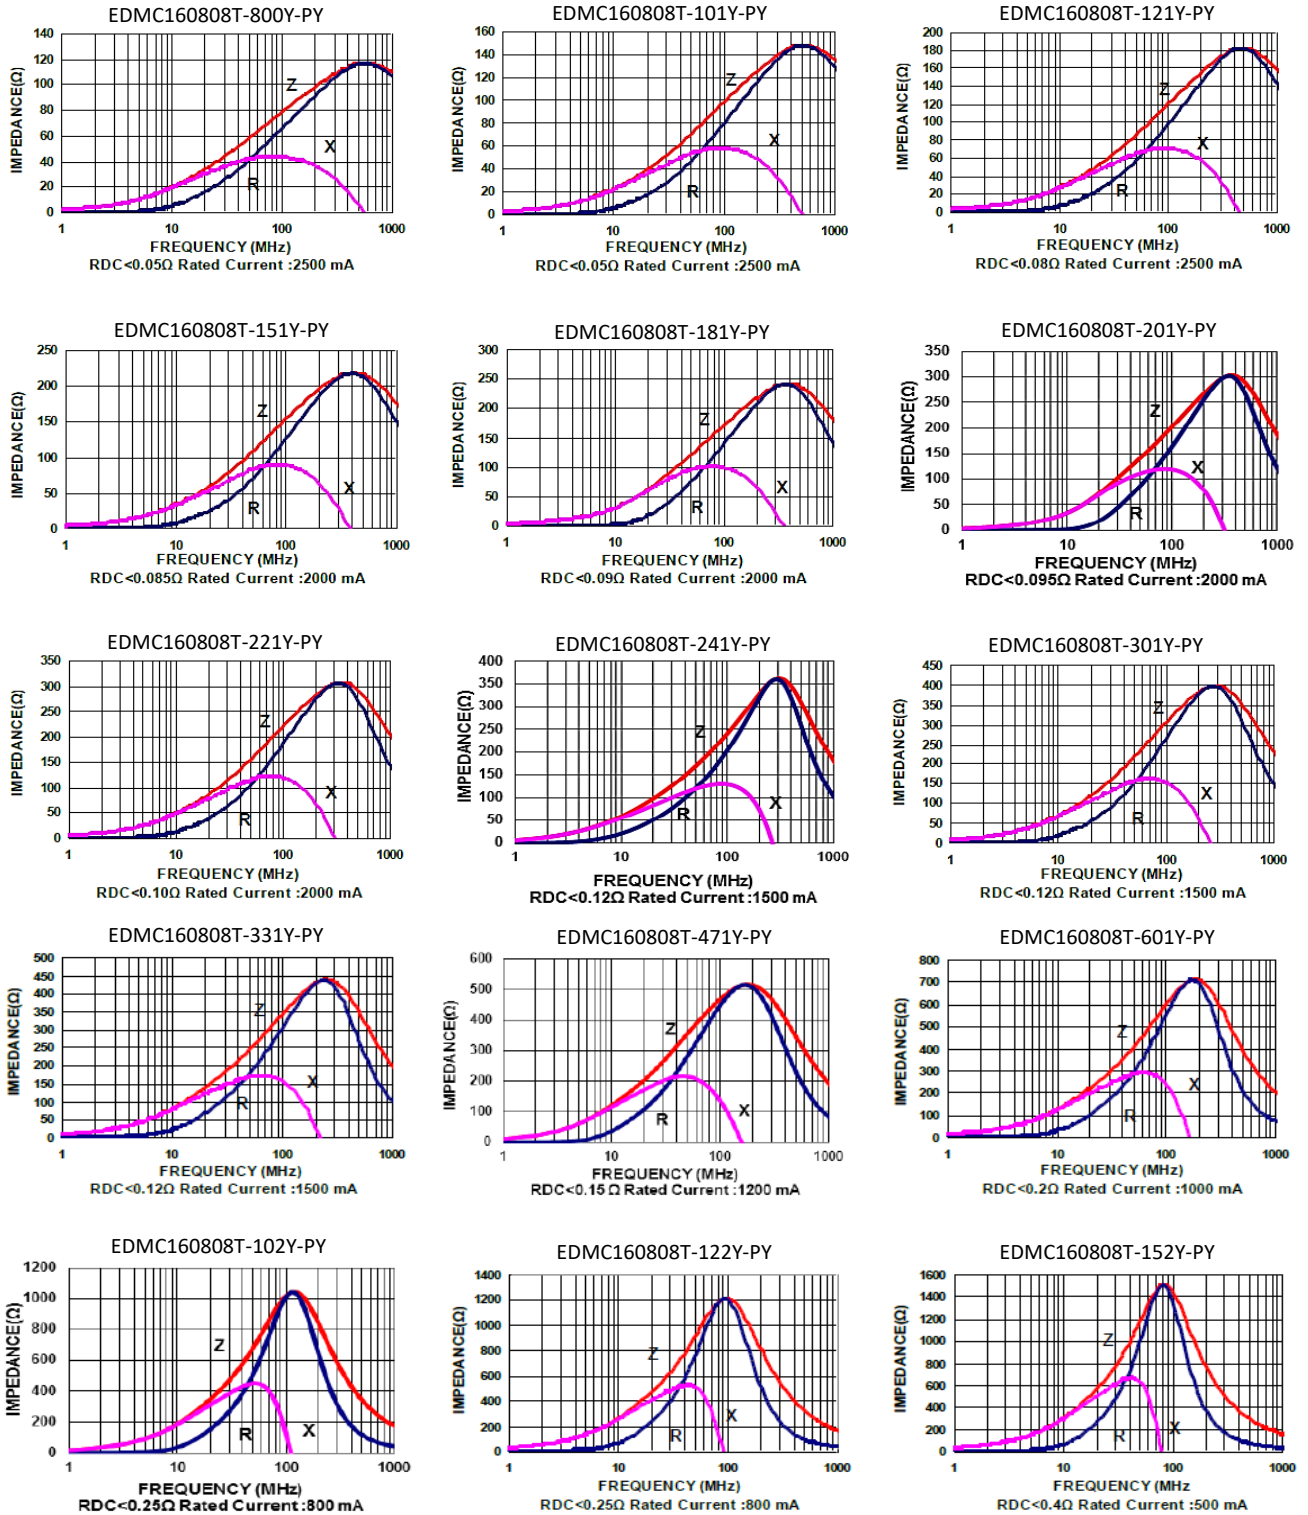 EDMC160808T-800Y-PY
EDMC160808T-101Y-PY
EDMC160808T-121Y-PY
IMPEDANCE(Ω)
140
120
100
80
60
40
20
0
Z
X
R
1 10 100 1000
FREQUENCY (MHz)
RDC<0.05Ω Rated Current :2500 mA
IMPEDANCE(Ω)
160
140
120
100
80
60
40
20
0
Z
X
R
1 10 100 1000
FREQUENCY (MHz)
RDC<0.05Ω Rated Current :2500 mA
IMPEDANCE(Ω)
200
180
160
140
120
100
80
60
40
20
0
Z
X
R
1 10 100 1000
FREQUENCY (MHz)
RDC<0.08Ω Rated Current :2500 mA
EDMC160808T-151Y-PY
EDMC160808T-181Y-PY
EDMC160808T-201Y-PY
IMPEDANCE(Ω)
250
200
150
100
50
0
Z
X
R
1 10 100 1000
FREQUENCY (MHz)
RDC<0.085Ω Rated Current :2000 mA
IMPEDANCE(Ω)
300
250
200
150
100
50
0
Z
X
R
1 10 100 1000
FREQUENCY (MHz)
RDC<0.09Ω Rated Current :2000 mA
IMPEDANCE(Ω)
350
300
250
200
150
100
50
0
Z
X
R
1 10 100 1000
FREQUENCY (MHz)
RDC<0.095Ω Rated Current :2000 mA
EDMC160808T-221Y-PY
EDMC160808T-241Y-PY
EDMC160808T-301Y-PY
IMPEDANCE(Ω)
350
300
250
200
150
100
50
0
Z
X
R
1 10 100 1000
FREQUENCY (MHz)
RDC<0.10Ω Rated Current :2000 mA
IMPEDANCE(Ω)
400
350
300
250
200
150
100
50
0
Z
X
R
1 10 100 1000
FREQUENCY (MHz)
RDC<0.12Ω Rated Current :1500 mA
IMPEDANCE(Ω)
450
400
350
300
250
200
150
100
50
0
Z
X
R
1 10 100 1000
FREQUENCY (MHz)
RDC<0.12Ω Rated Current :1500 mA
EDMC160808T-331Y-PY
EDMC160808T-471Y-PY
EDMC160808T-601Y-PY
IMPEDANCE(Ω)
500
450
400
350
300
250
200
150
100
50
0
Z
X
R
1 10 100 1000
FREQUENCY (MHz)
RDC<0.12Ω Rated Current :1500 mA
IMPEDANCE(Ω)
600
500
400
300
200
100
0
Z
X
R
1 10 100 1000
FREQUENCY (MHz)
RDC<0.15 Ω Rated Current :1200 mA
IMPEDANCE(Ω)
800
700
600
500
400
300
200
100
0
Z
X
R
1 10 100 1000
FREQUENCY (MHz)
RDC<0.2Ω Rated Current :1000 mA
EDMC160808T-102Y-PY
EDMC160808T-122Y-PY
EDMC160808T-152Y-PY
IMPEDANCE(Ω)
1200
1000
800
600
400
200
0
Z
R
X
1 10 100 1000
FREQUENCY (MHz)
RDC<0.25Ω Rated Current :800 mA
IMPEDANCE(Ω)
1400
1200
1000
800
600
400
200
0
Z
X
R
1 10 100 1000
FREQUENCY (MHz)
RDC<0.25Ω Rated Current :800 mA
IMPEDANCE(Ω)
1600
1400
1200
1000
800
600
400
200
0
Z
X
R
1 10 100 1000
FREQUENCY (MHz
RDC<0.4Ω Rated Current :500 mA